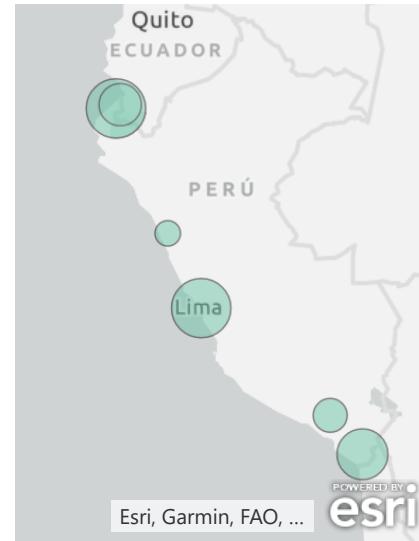 Quito
ECUADOR
PERÚ
Lima
POWERED BY
esri
Esri, Garmin, FAO, ...